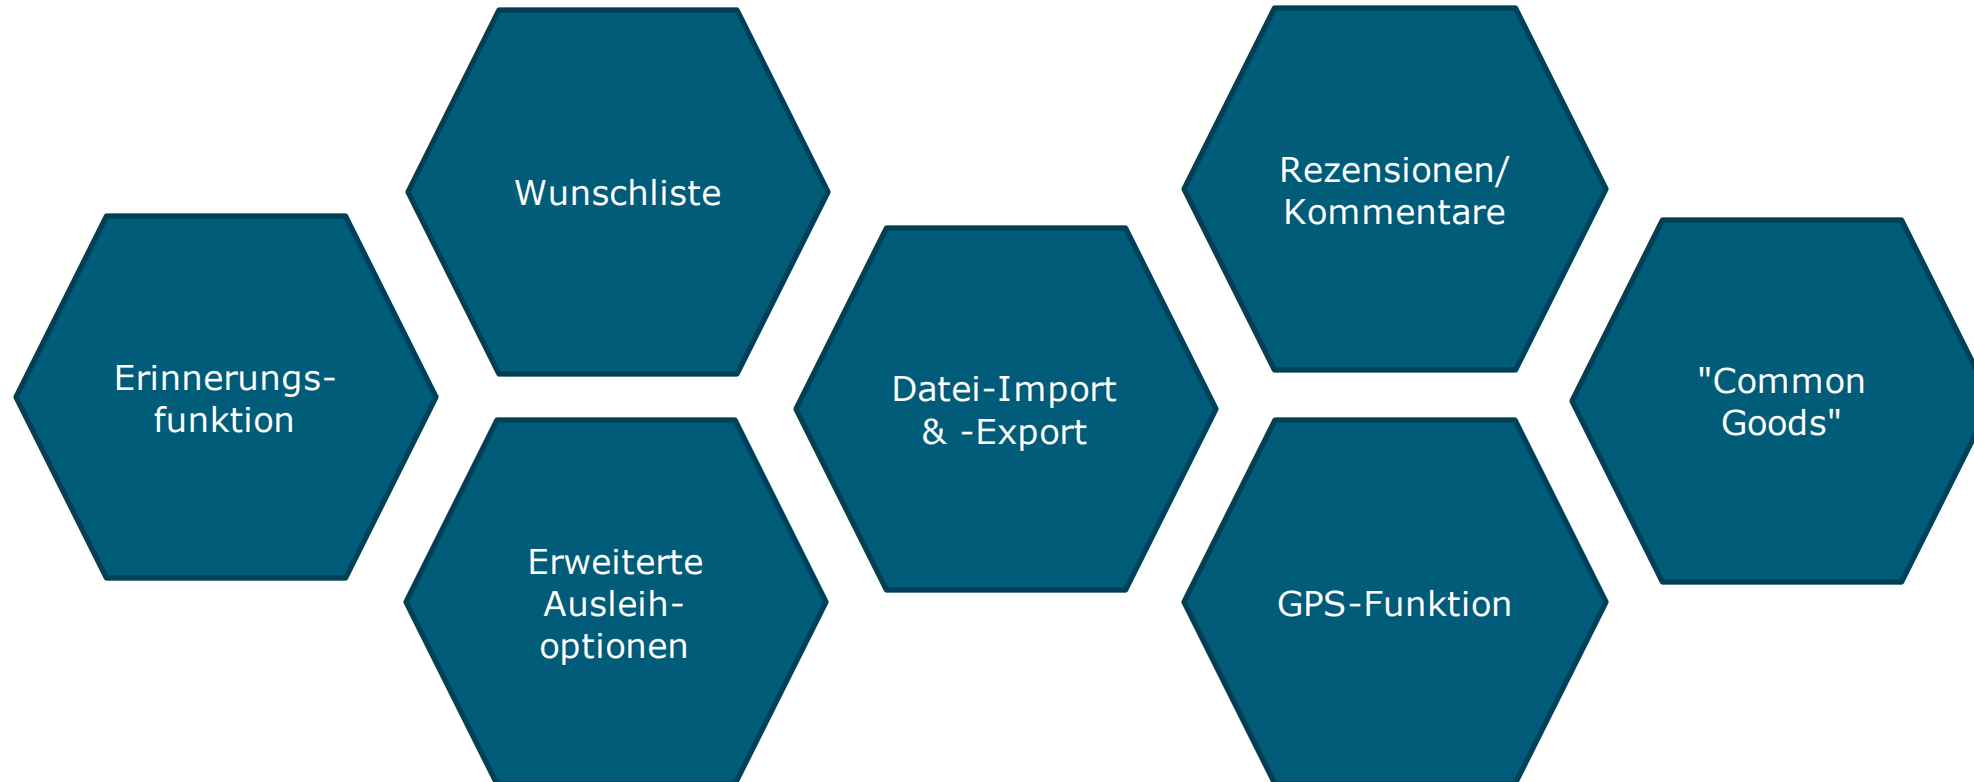 Erinnerungs-
funktion
Wunschliste
Erweiterte
Ausleih-
optionen
Datei-Import
& -Export
Rezensionen/
Kommentare
GPS-Funktion
"Common
Goods"